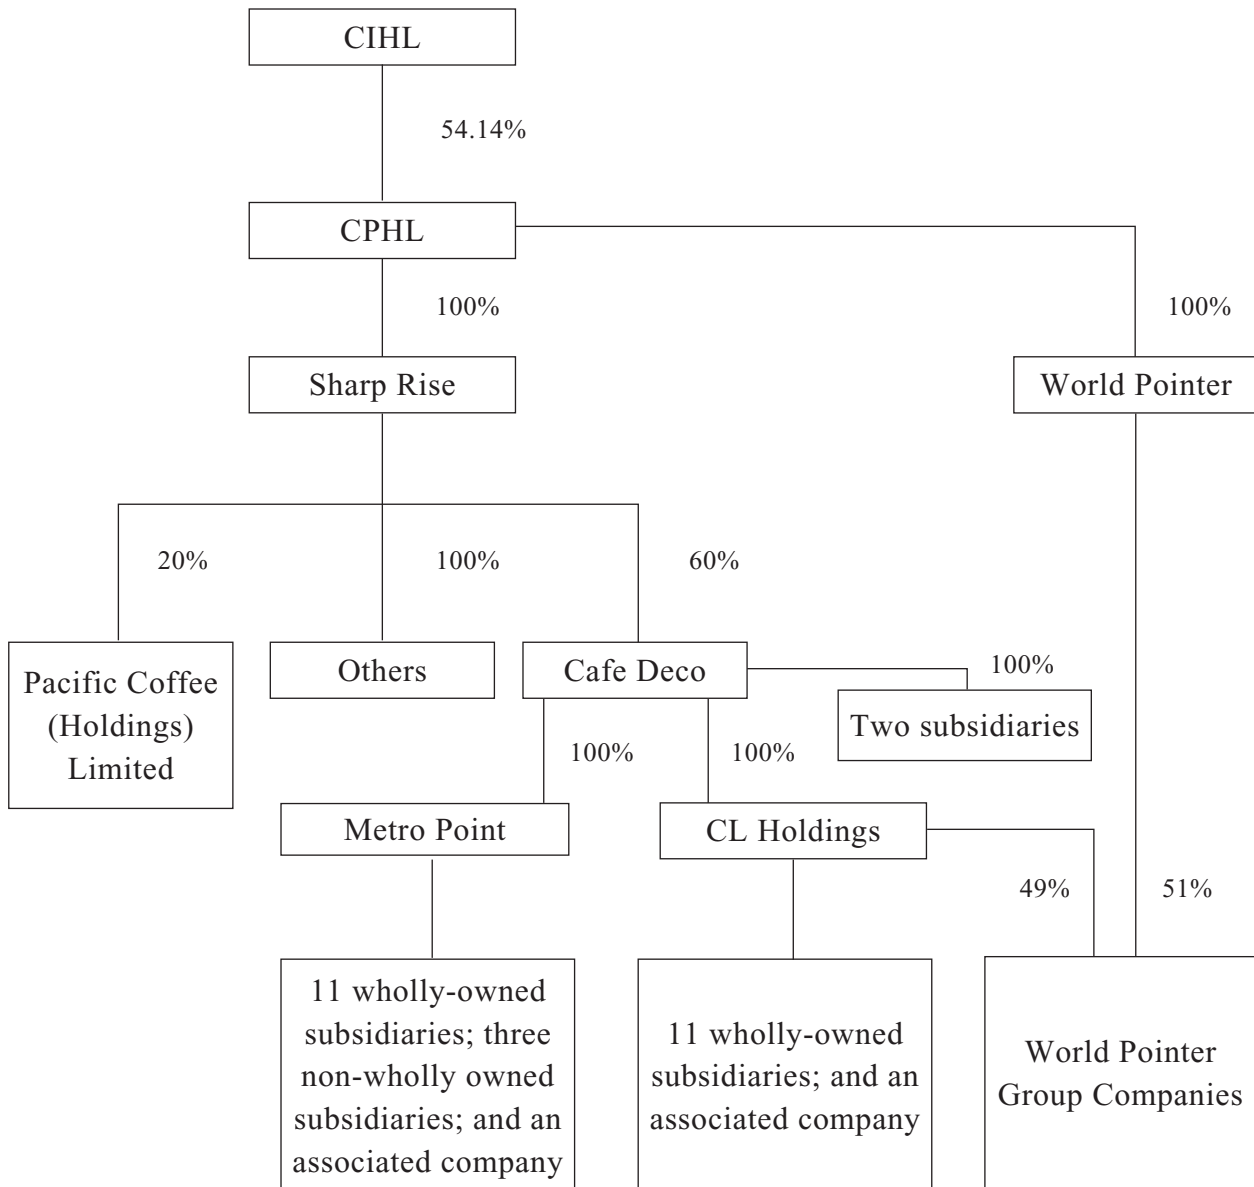 CIHL
54.14%
CPHL
100%
100%
Sharp Rise
World Pointer
20%
100%
60%
Pacific Coffee
(Holdings)
Limited
Others
Cafe Deco
100%
Two subsidiaries
100%
100%
Metro Point
CL Holdings
49%
51%
11 wholly-owned
subsidiaries; three
non-wholly owned
subsidiaries; and an
associated company
11 wholly-owned
subsidiaries; and an
associated company
World Pointer
Group Companies